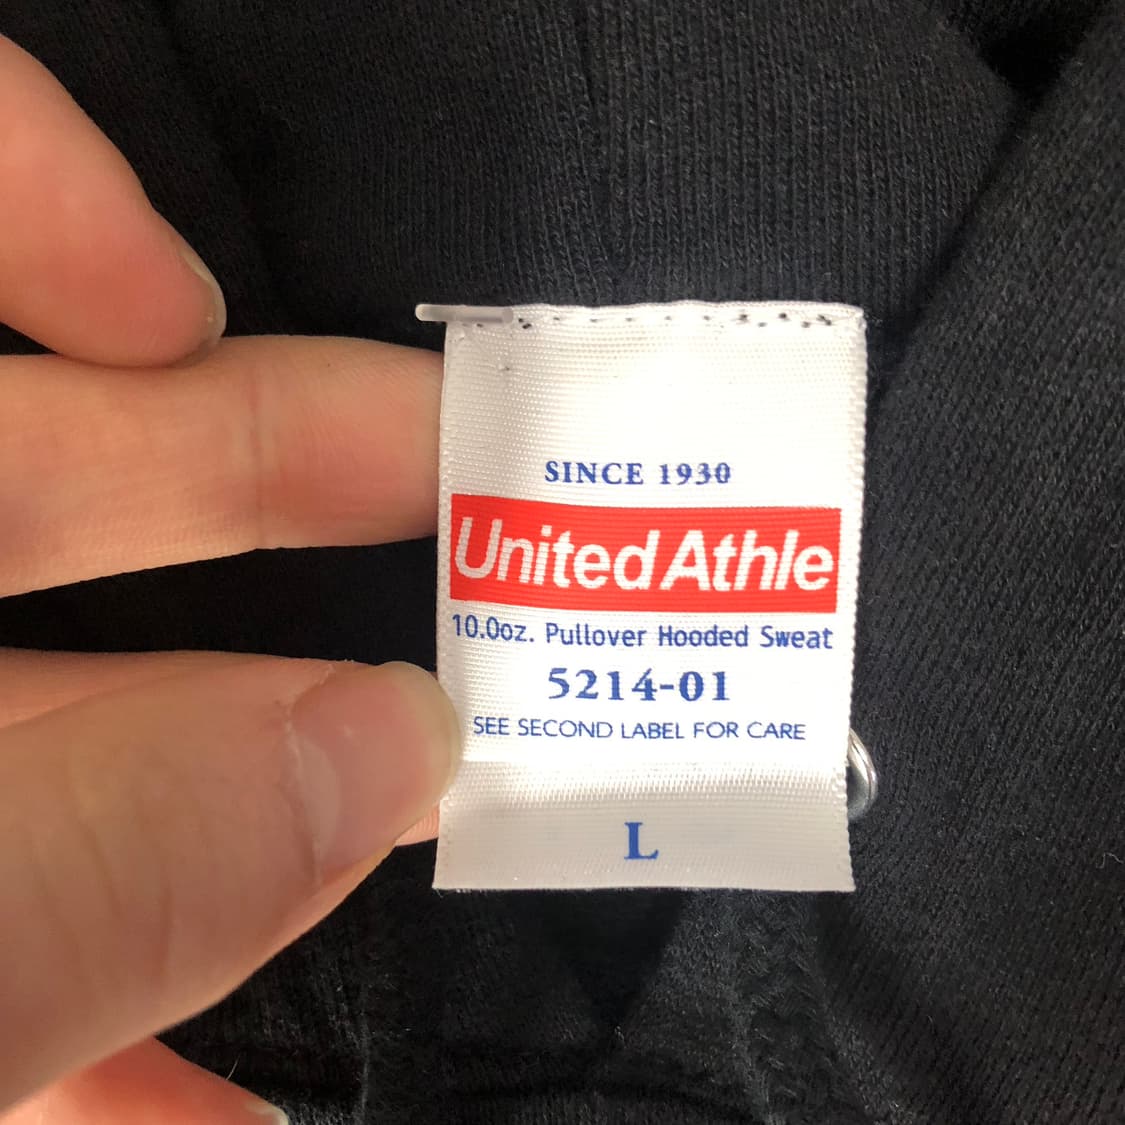 SINCE 1930
United Athle
10.0oz. Pullover Hooded Sweat
5214-01
SEE SECOND LABEL FOR CARE
L